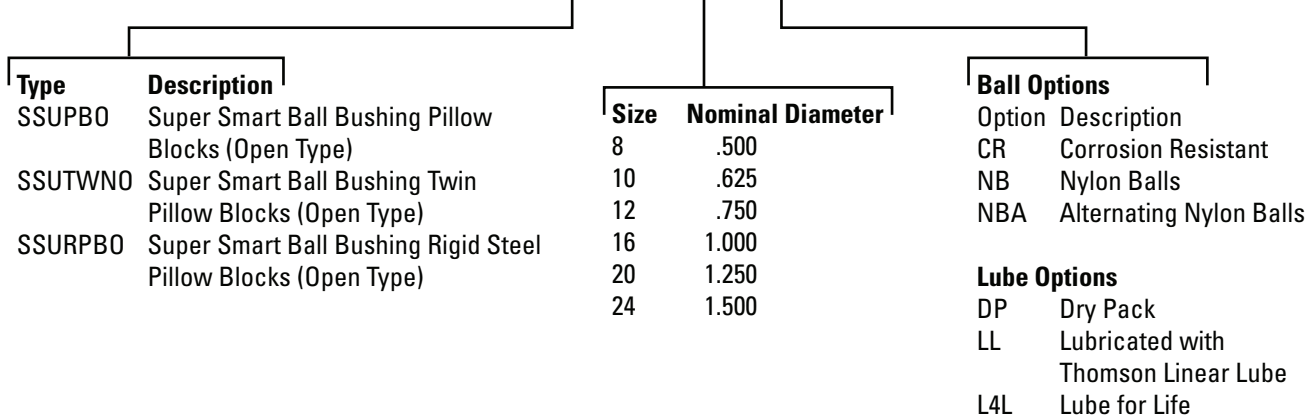 Type Description
SSUPBO Super Smart Ball Bushing Pillow
Blocks (Open Type)
SSUTWNO Super Smart Ball Bushing Twin
Pillow Blocks (Open Type)
SSURPBO Super Smart Ball Bushing Rigid Steel
Pillow Blocks (Open Type)
Size Nominal Diameter
8 .500
10 .625
12 .750
16 1.000
20 1.250
24 1.500
Ball Options
Option Description
CR Corrosion Resistant
NB Nylon Balls
NBA Alternating Nylon Balls
Lube Options
DP Dry Pack
LL Lubricated with
Thomson Linear Lube
L4L Lube for Life